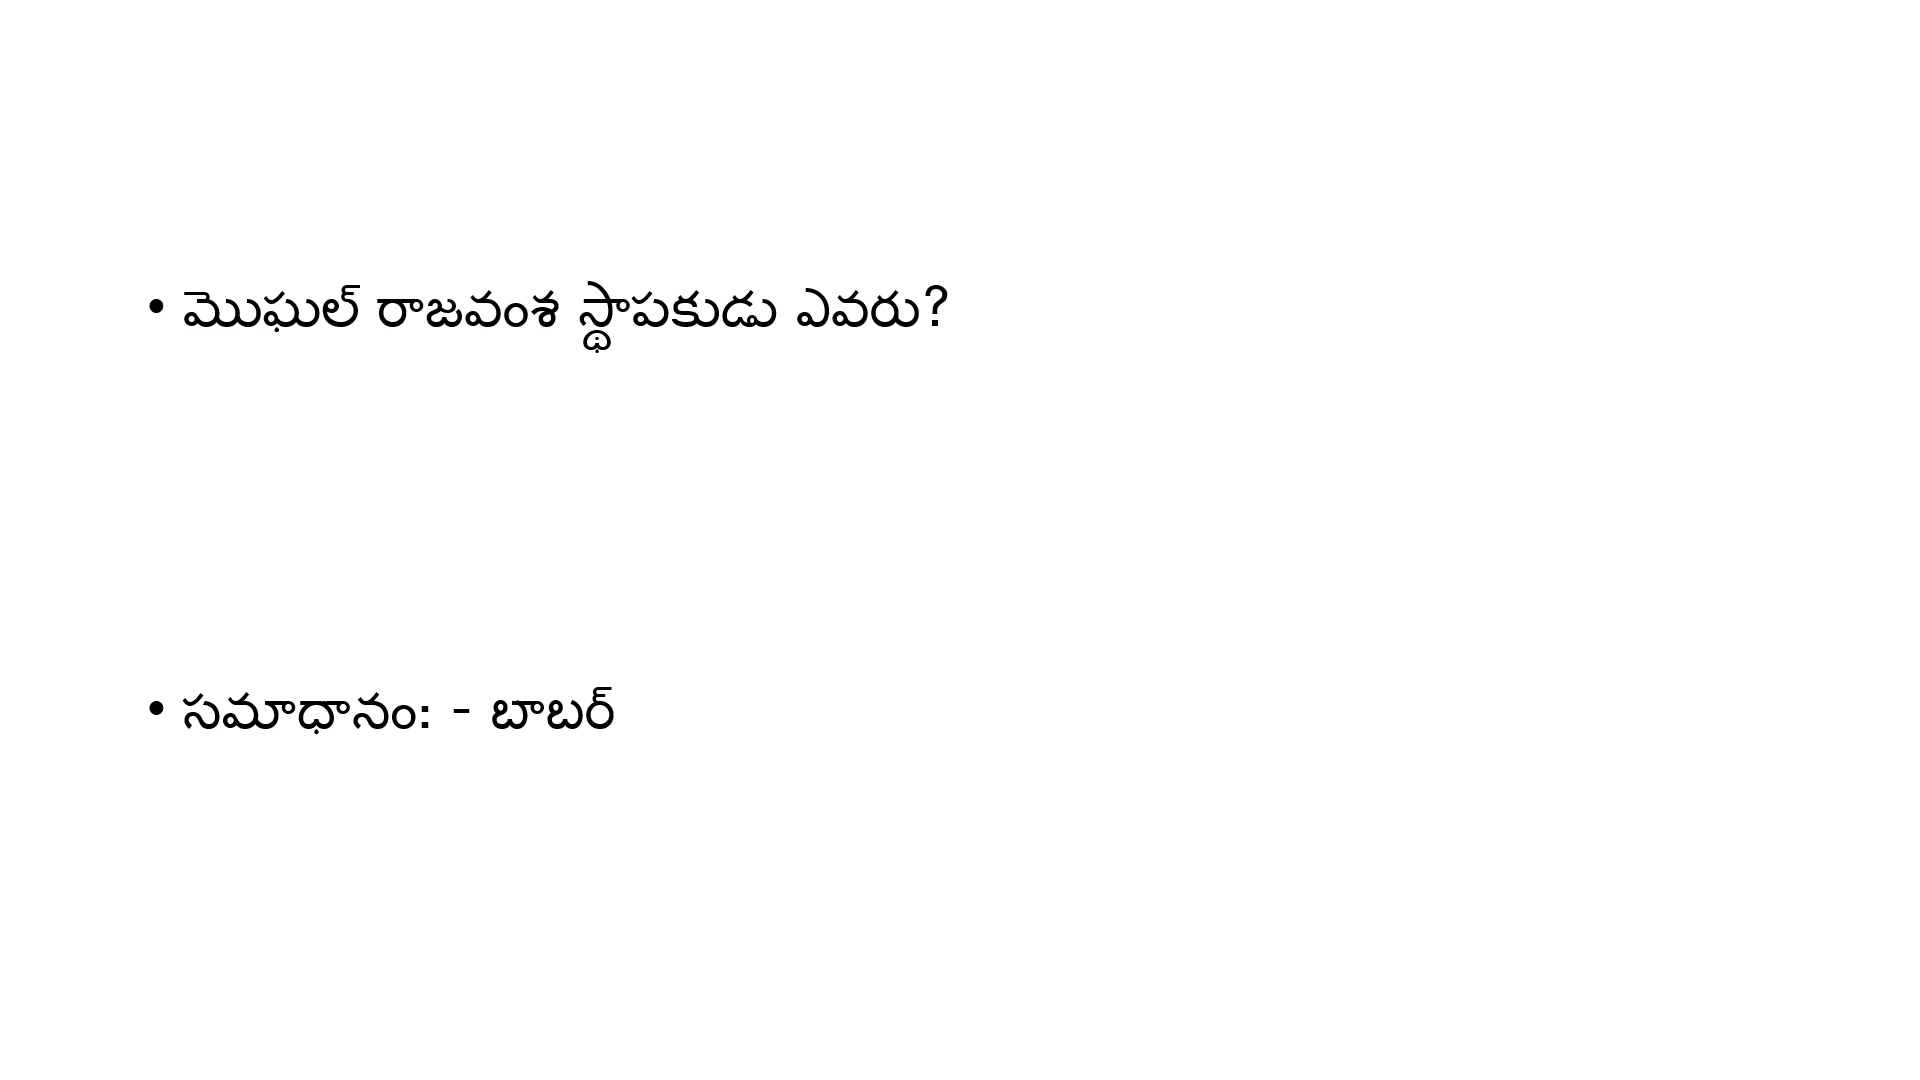 • మొఘల్ రాజవంశ స్థాపకుడు ఎవరు?
• సమాధానం: - బాబర్